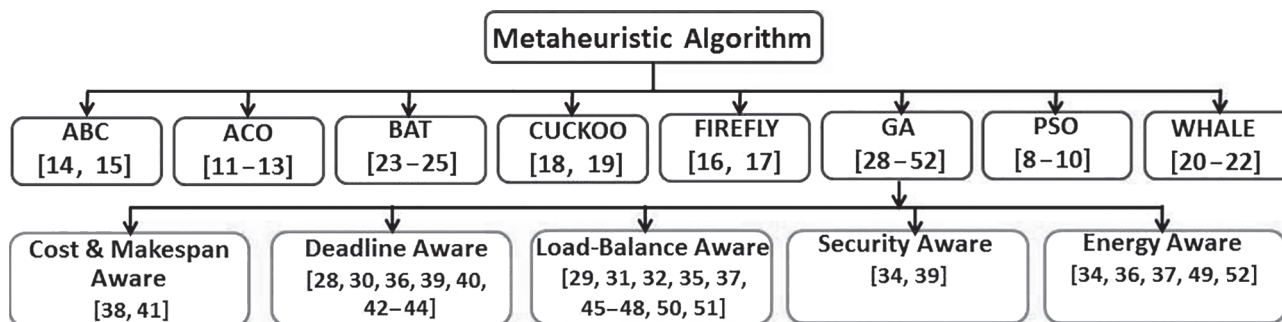 Metaheuristic Algorithm
ABC
[14, 15]
ACO
[11–13]
BAT
[23–25]
CUCKOO
[18, 19]
FIREFLY
[16, 17]
GA
[28–52]
PSO
[8–10]
WHALE
[20–22]
Cost & Makespan
Aware
[38, 41]
Deadline Aware
[28, 30, 36, 39, 40,
42–44]
Load-Balance Aware
[29, 31, 32, 35, 37,
45–48, 50, 51]
Security Aware
[34, 39]
Energy Aware
[34, 36, 37, 49, 52]